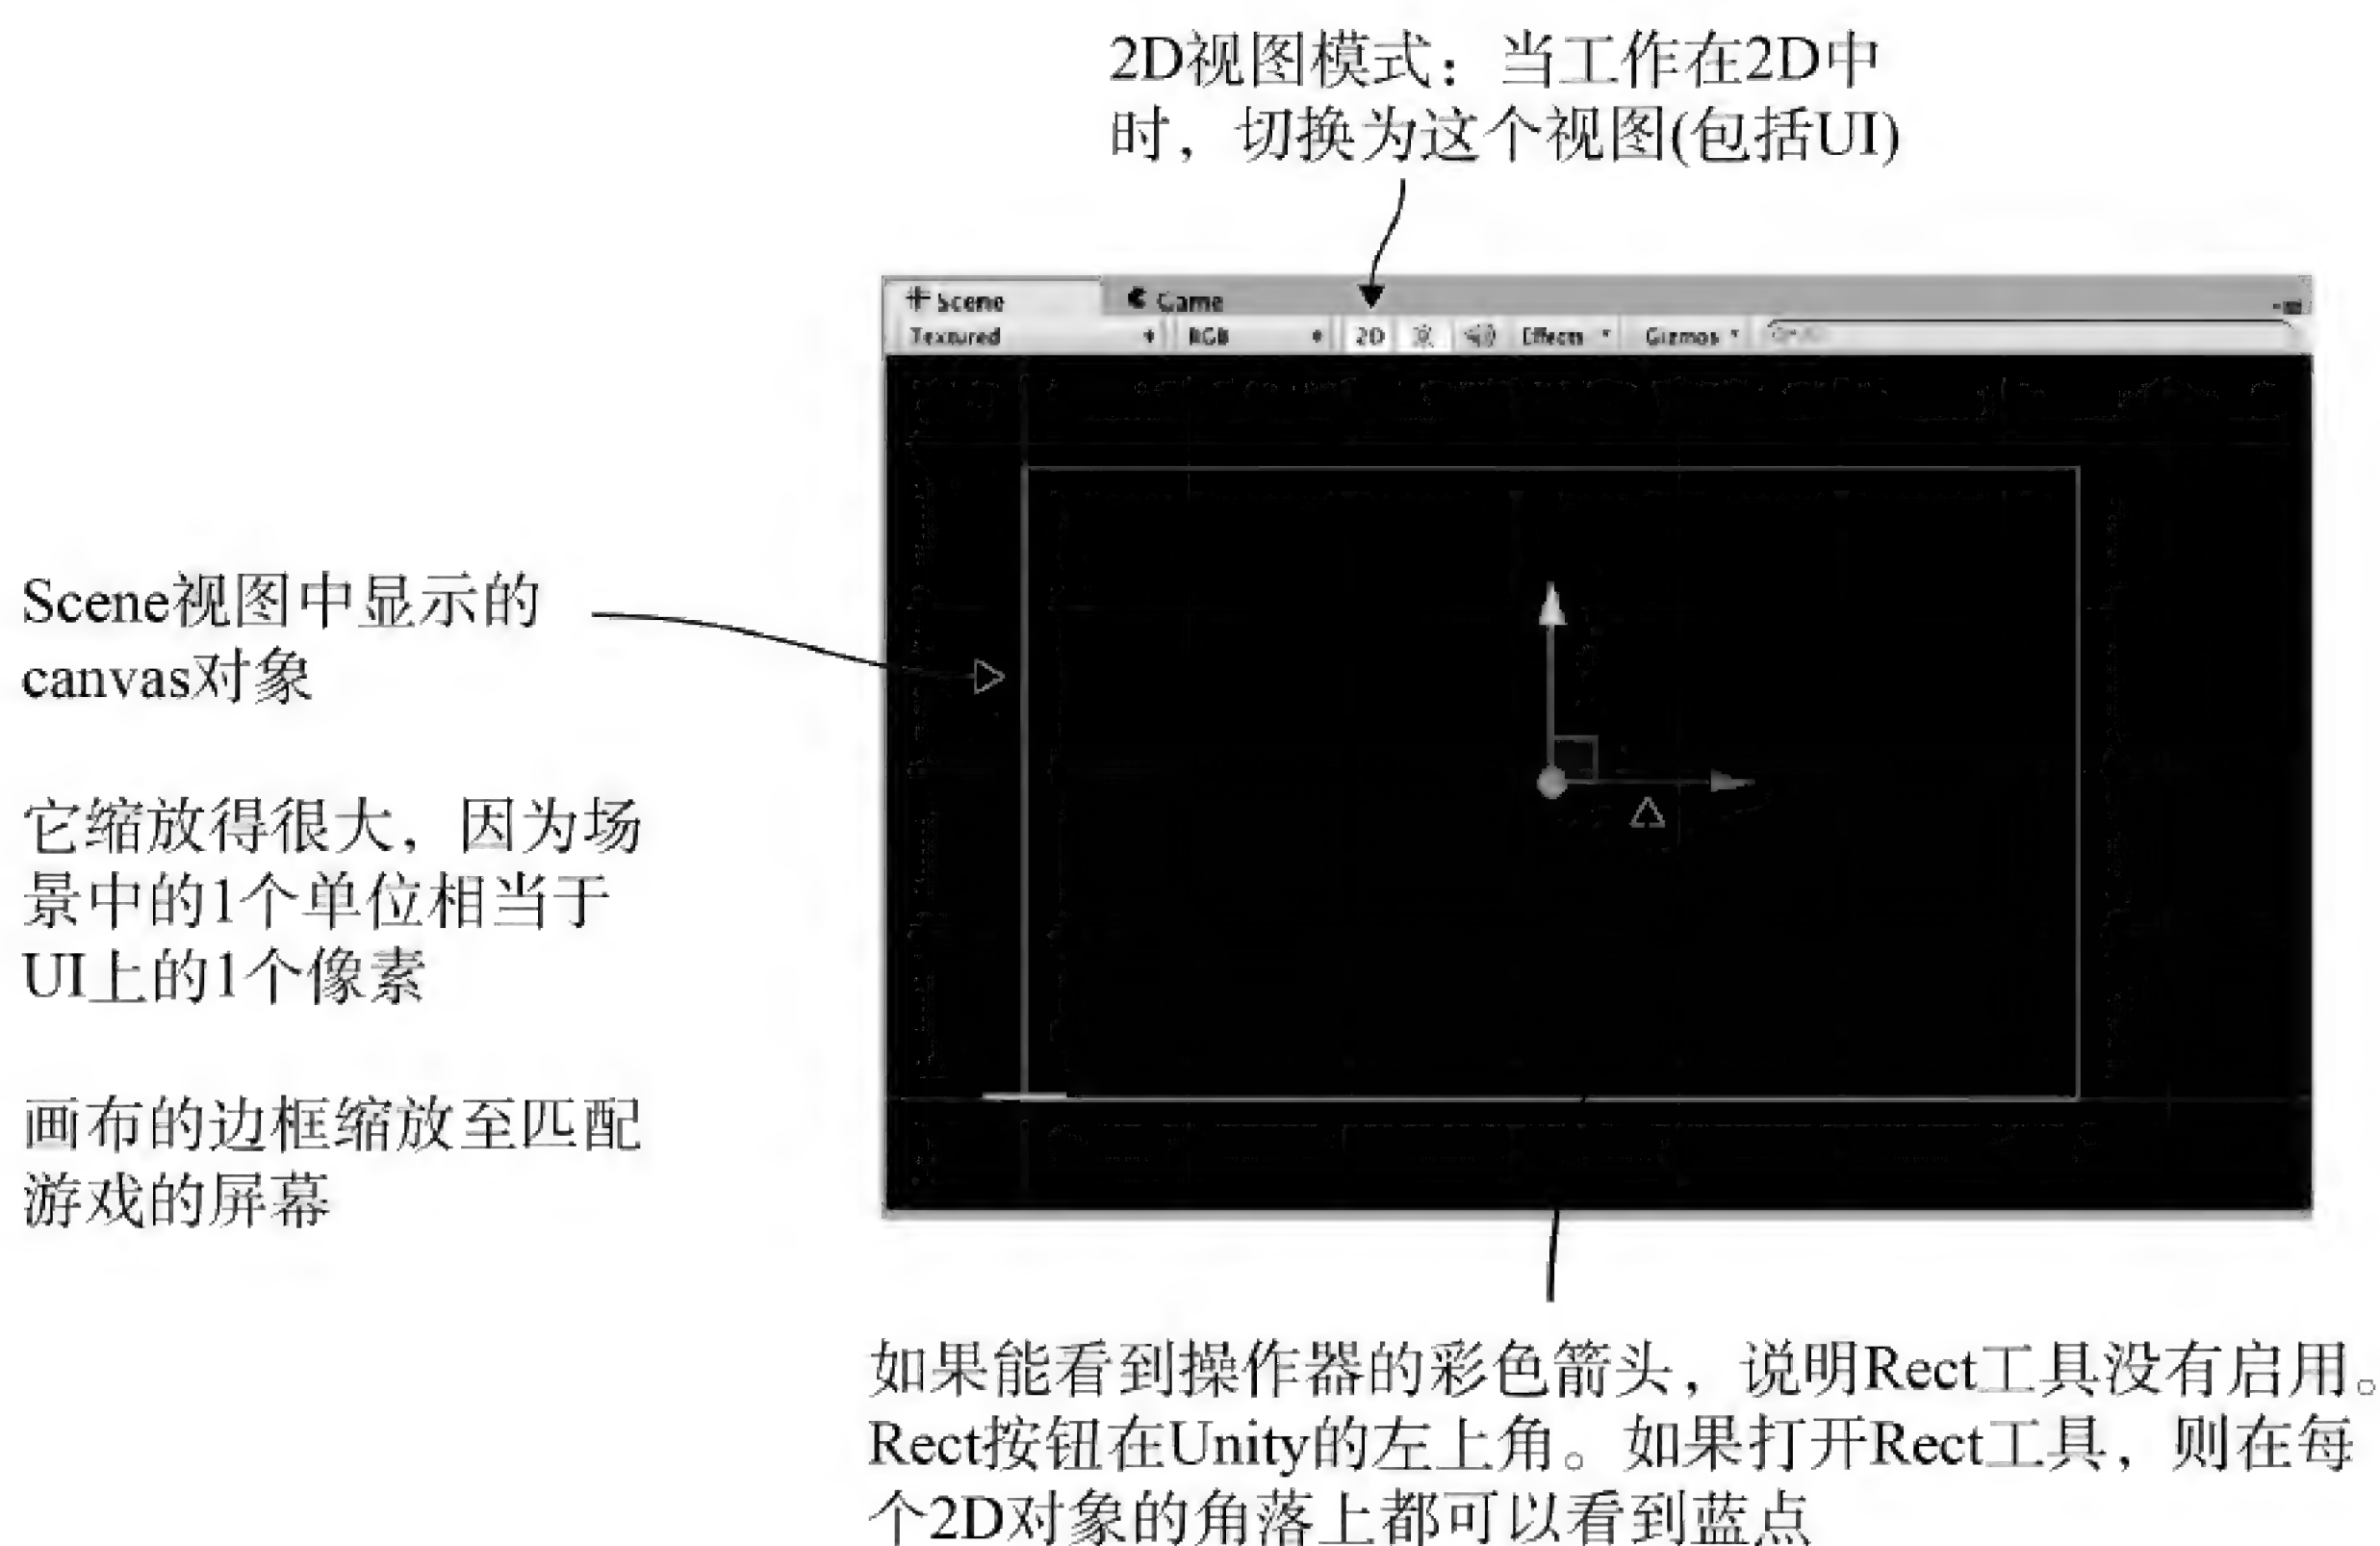 2D视图模式：当工作在2D中
时，切换为这个视图(包括UI)
Scene
Game
Textured
RGB
2D
Effects
Gizmos
Scene视图中显示的
canvas对象
它缩放得很大，因为场
景中的1个单位相当于
UI上的1个像素
画布的边框缩放至匹配
游戏的屏幕
如果能看到操作器的彩色箭头，说明Rect工具没有启用。
Rect按钮在Unity的左上角。如果打开Rect工具，则在每
个2D对象的角落上都可以看到蓝点